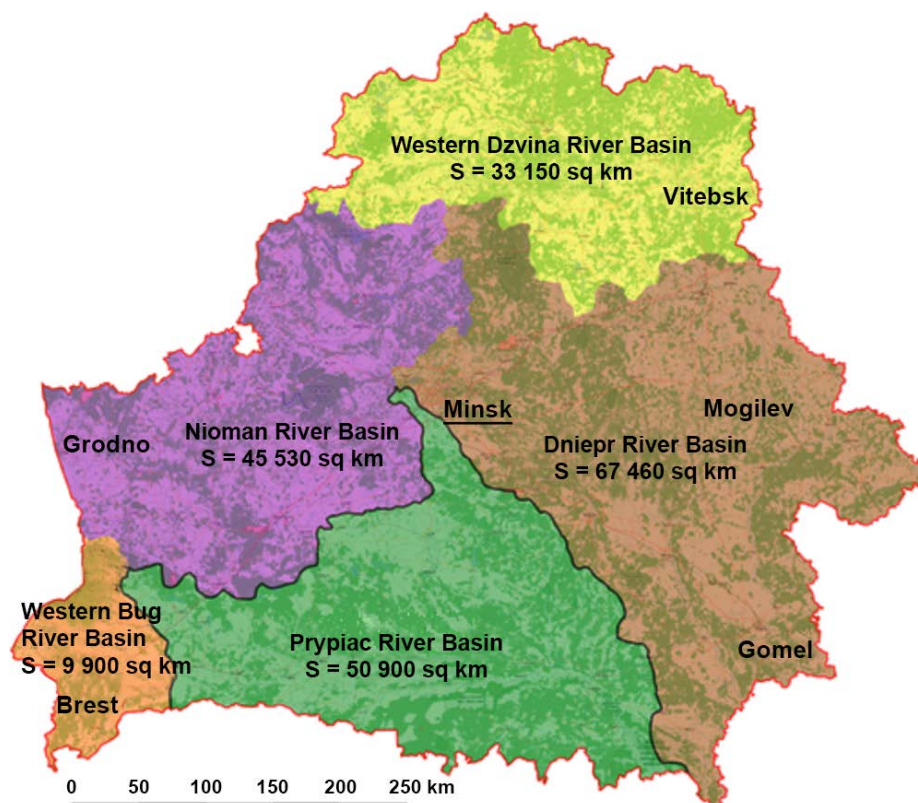 Western Dzvina River Basin
S = 33 150 sq km
Vitebsk
Minsk
Mogilev
Grodno
Nioman River Basin
S = 45 530 sq km
Dniepr River Basin
S = 67 460 sq km
Western Bug
River Basin
S = 9 900 sq km
Prypiac River Basin
S = 50 900 sq km
Gomel
Brest
0 50 100 150 200 250 km